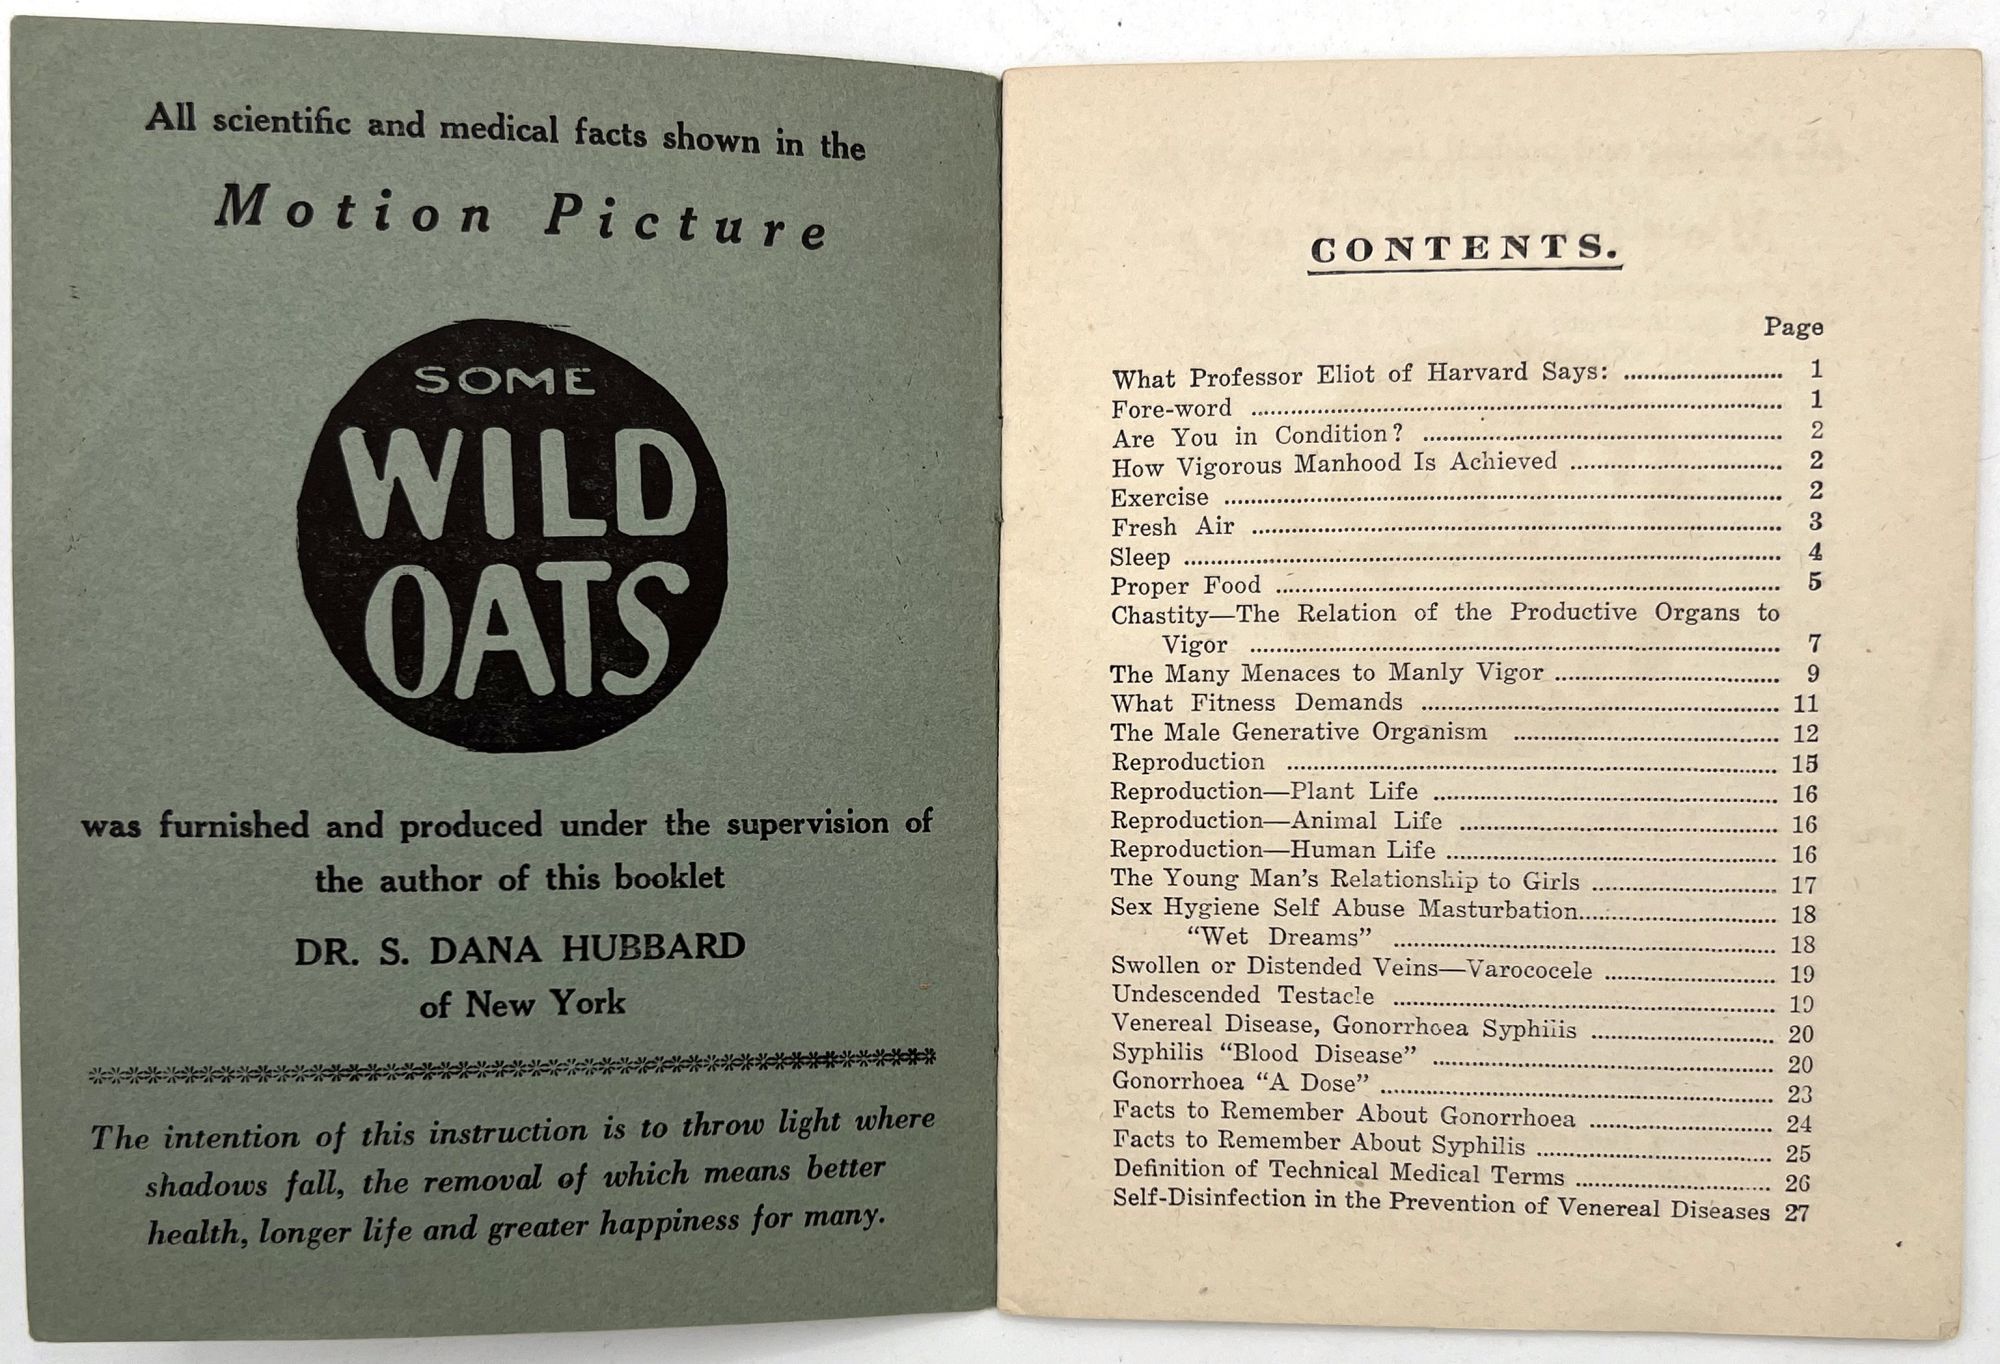 All scientific and medical facts shown in the
Motion Picture
SOME
WILD
OATS
was furnished and produced under the supervision of
the author of this booklet
DR. S. DANA HUBBARD
of New York
The intention of this instruction is to throw light where
shadows fall, the removal of which means better
health, longer life and greater happiness for many.
CONTENTS.
Page
What Professor Eliot of Harvard Says: ........................ 1
Fore-word ........................ 1
Are You in Condition? ........................ 2
How Vigorous Manhood Is Achieved ........................ 2
Exercise ........................ 2
Fresh Air ........................ 3
Sleep ........................ 4
Proper Food ........................ 5
Chastity—The Relation of the Productive Organs to
Vigor ........................ 7
The Many Menaces to Manly Vigor ........................ 9
What Fitness Demands ........................ 11
The Male Generative Organism ........................ 12
Reproduction ........................ 15
Reproduction—Plant Life ........................ 16
Reproduction—Animal Life ........................ 16
Reproduction—Human Life ........................ 16
The Young Man's Relationship to Girls ........................ 17
Sex Hygiene Self Abuse Masturbation........................ 18
"Wet Dreams" ........................ 18
Swollen or Distended Veins—Varococele ........................ 19
Undescended Testacle ........................ 19
Venereal Disease, Gonorrhoea Syphilis ........................ 20
Syphilis "Blood Disease" ........................ 20
Gonorrhoea "A Dose" ........................ 23
Facts to Remember About Gonorrhoea ........................ 24
Facts to Remember About Syphilis ........................ 25
Definition of Technical Medical Terms ........................ 26
Self-Disinfection in the Prevention of Venereal Diseases 27